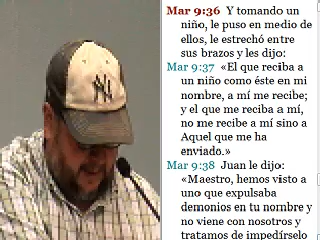 Mar 9:36 Y tomando un
niño, le puso en medio de
ellos, le estrechó entre
sus brazos y les dijo:
Mar 9:37 «El que reciba a
un niño como éste en mi
nombre, a mí me recibe;
y el que me reciba a mí,
no me recibe a mí sino a
Aquel que me ha
enviado.»
Mar 9:38 Juan le dijo:
«Maestro, hemos visto a
uno que expulsaba
demonios en tu nombre y
no viene con nosotros y
tratamos de impedírselo
NY